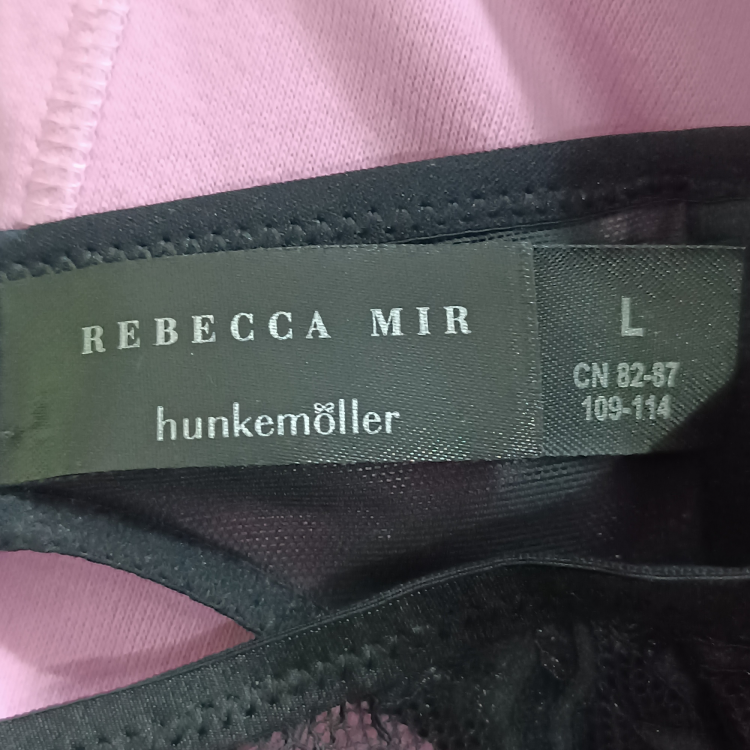 REBECCA MIR
hunkemöller
L
CN 82-87
109-114